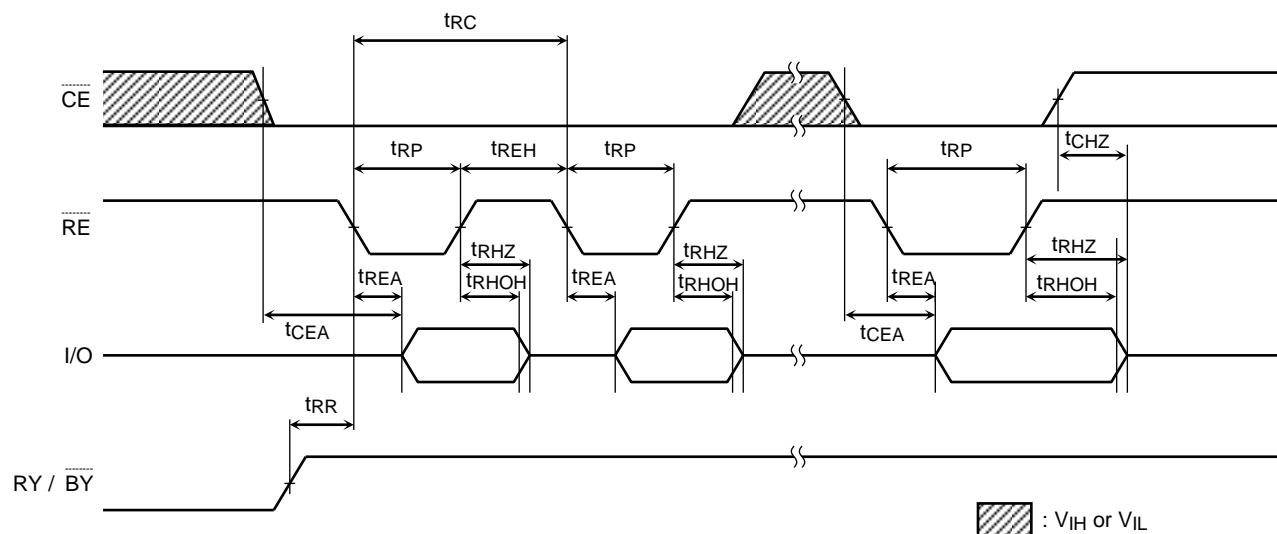 tRC
CE
tCHZ
tRP tREH tRP tRP
RE
tRHZ tRHZ tRHZ
tREA tRHOH tREA tRHOH tREA tRHOH
tCEA tCEA
I/O
tRR
RY / BY
: VIH or VIL